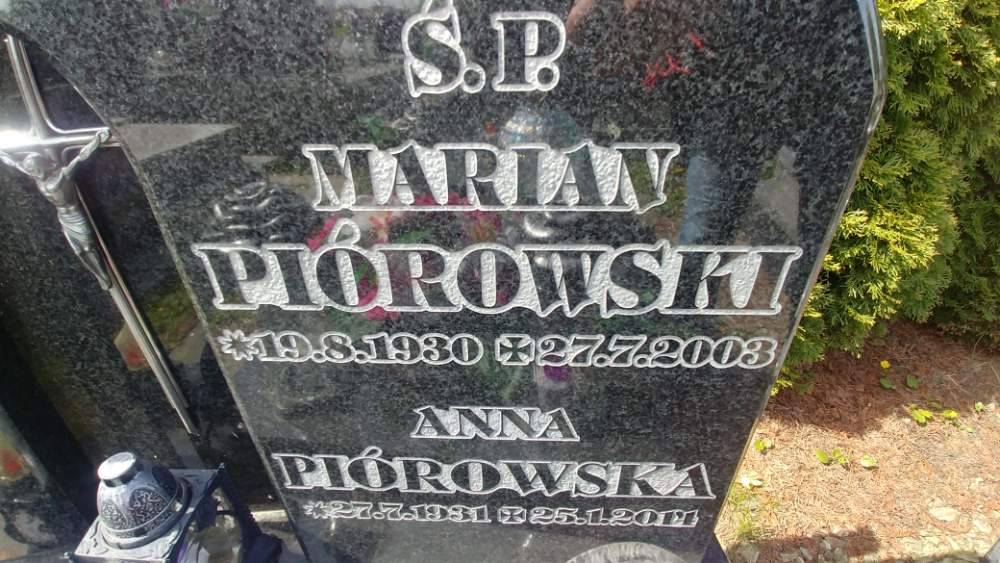 Ś.P.
MARIAN
PIÓROWSKI
*19.8.1930 ✠27.7.2003
ANNA
PIÓROWSKA
*27.7.1931 ✠25.1.2011